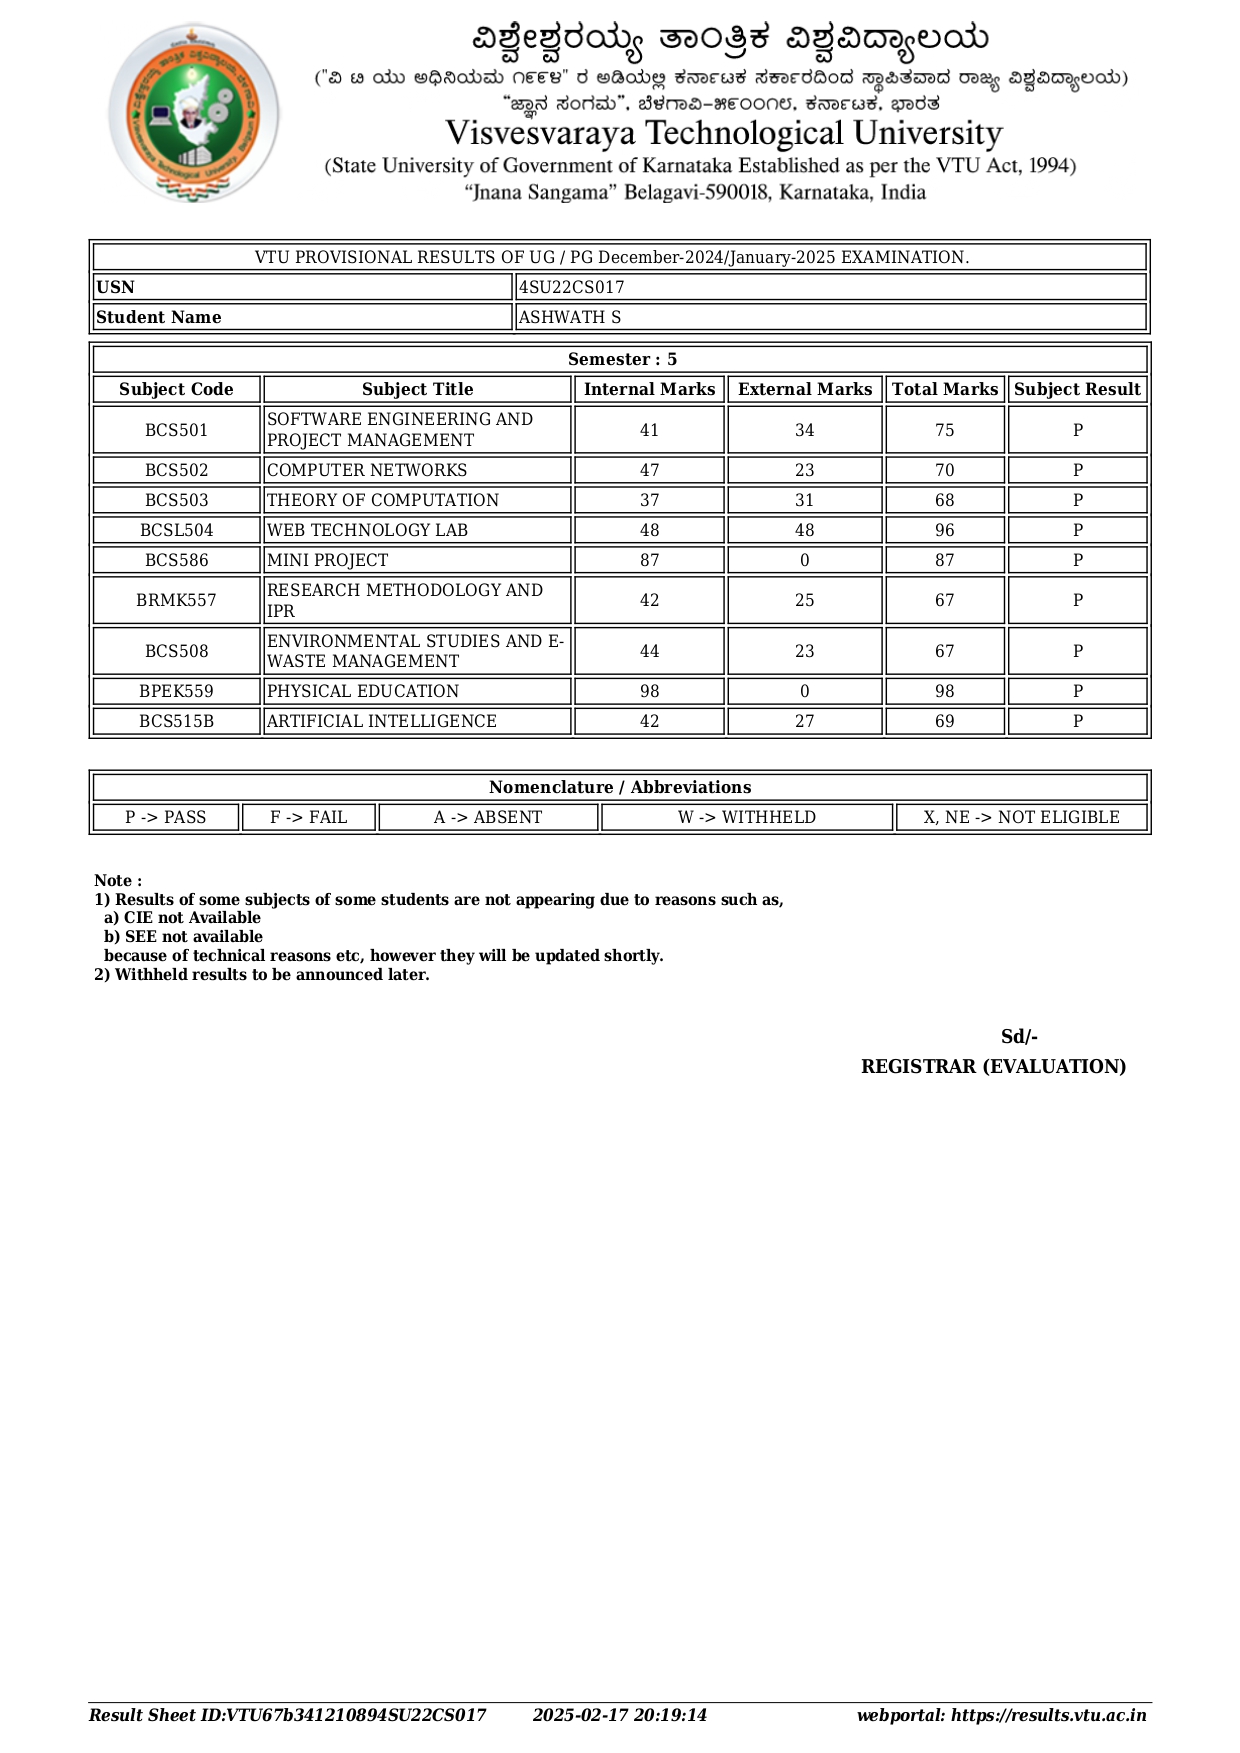 ವಿಶ್ವೇಶ್ವರಯ್ಯ ತಾಂತ್ರಿಕ ವಿಶ್ವವಿದ್ಯಾಲಯ
("ವಿ ಟಿ ಯು ಅಧಿನಿಯಮ ೧೯೯೪" ರ ಅಡಿಯಲ್ಲಿ ಕರ್ನಾಟಕ ಸರ್ಕಾರದಿಂದ ಸ್ಥಾಪಿತವಾದ ರಾಜ್ಯ ವಿಶ್ವವಿದ್ಯಾಲಯ)
“ಜ್ಞಾನ ಸಂಗಮ”, ಬೆಳಗಾವಿ-೫೯೦೦೧೮, ಕರ್ನಾಟಕ, ಭಾರತ
Visvesvaraya Technological University
(State University of Government of Karnataka Established as per the VTU Act, 1994)
“Jnana Sangama” Belagavi-590018, Karnataka, India
VTU PROVISIONAL RESULTS OF UG / PG December-2024/January-2025 EXAMINATION.
USN 4SU22CS017
Student Name ASHWATH S
Semester : 5
Subject Code Subject Title Internal Marks External Marks Total Marks Subject Result
BCS501 SOFTWARE ENGINEERING AND PROJECT MANAGEMENT 41 34 75 P
BCS502 COMPUTER NETWORKS 47 23 70 P
BCS503 THEORY OF COMPUTATION 37 31 68 P
BCSL504 WEB TECHNOLOGY LAB 48 48 96 P
BCS586 MINI PROJECT 87 0 87 P
BRMK557 RESEARCH METHODOLOGY AND IPR 42 25 67 P
BCS508 ENVIRONMENTAL STUDIES AND E-WASTE MANAGEMENT 44 23 67 P
BPEK559 PHYSICAL EDUCATION 98 0 98 P
BCS515B ARTIFICIAL INTELLIGENCE 42 27 69 P
Nomenclature / Abbreviations
P -> PASS F -> FAIL A -> ABSENT W -> WITHHELD X, NE -> NOT ELIGIBLE
Note :
1) Results of some subjects of some students are not appearing due to reasons such as,
a) CIE not Available
b) SEE not available
because of technical reasons etc, however they will be updated shortly.
2) Withheld results to be announced later.
Sd/-
REGISTRAR (EVALUATION)
Result Sheet ID:VTU67b341210894SU22CS017 2025-02-17 20:19:14 webportal: https://results.vtu.ac.in